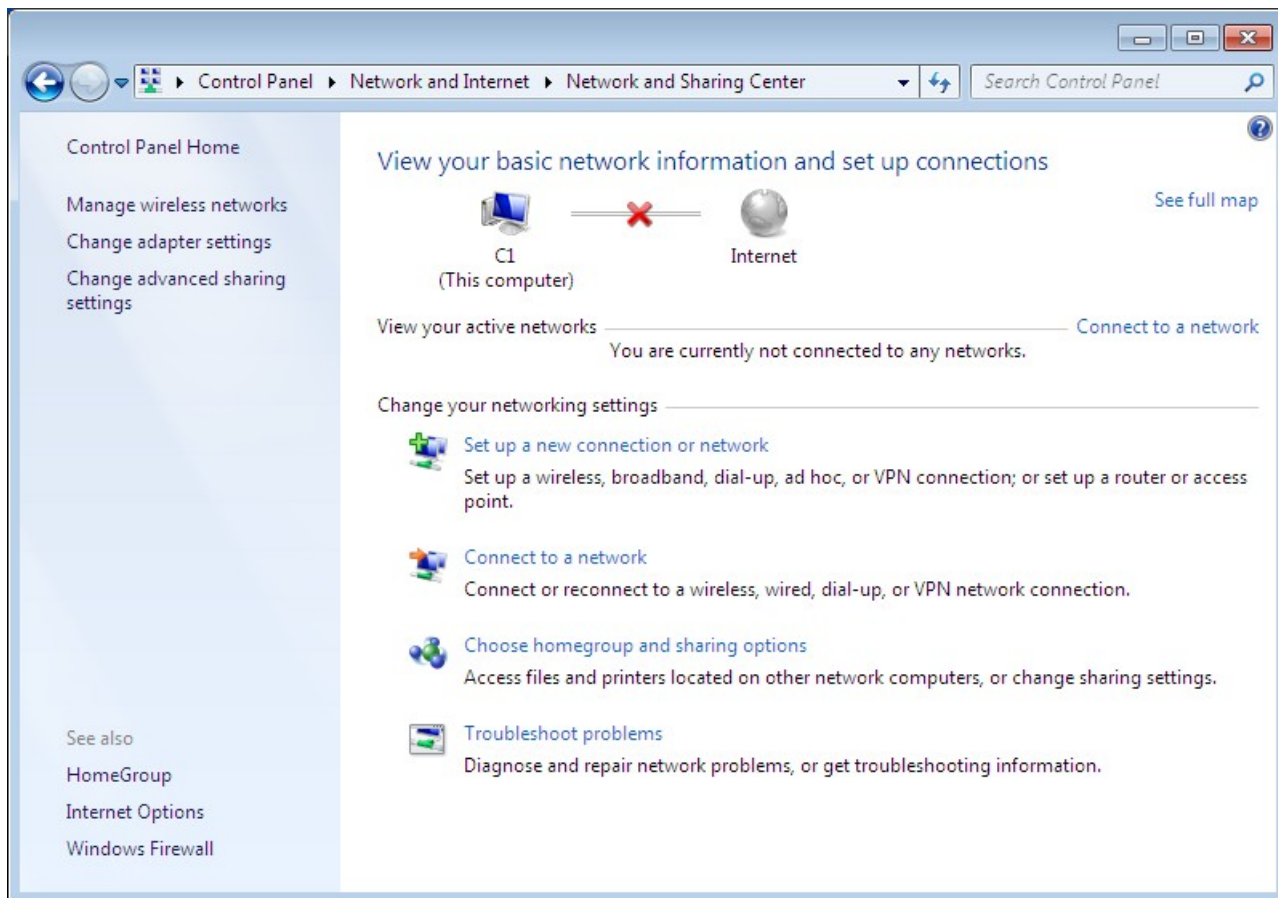 Control Panel ▸ Network and Internet ▸ Network and Sharing Center
Search Control Panel
Control Panel Home
Manage wireless networks
Change adapter settings
Change advanced sharing
settings
See also
HomeGroup
Internet Options
Windows Firewall
View your basic network information and set up connections
See full map
C1
(This computer)
Internet
View your active networks
Connect to a network
You are currently not connected to any networks.
Change your networking settings
Set up a new connection or network
Set up a wireless, broadband, dial-up, ad hoc, or VPN connection; or set up a router or access
point.
Connect to a network
Connect or reconnect to a wireless, wired, dial-up, or VPN network connection.
Choose homegroup and sharing options
Access files and printers located on other network computers, or change sharing settings.
Troubleshoot problems
Diagnose and repair network problems, or get troubleshooting information.